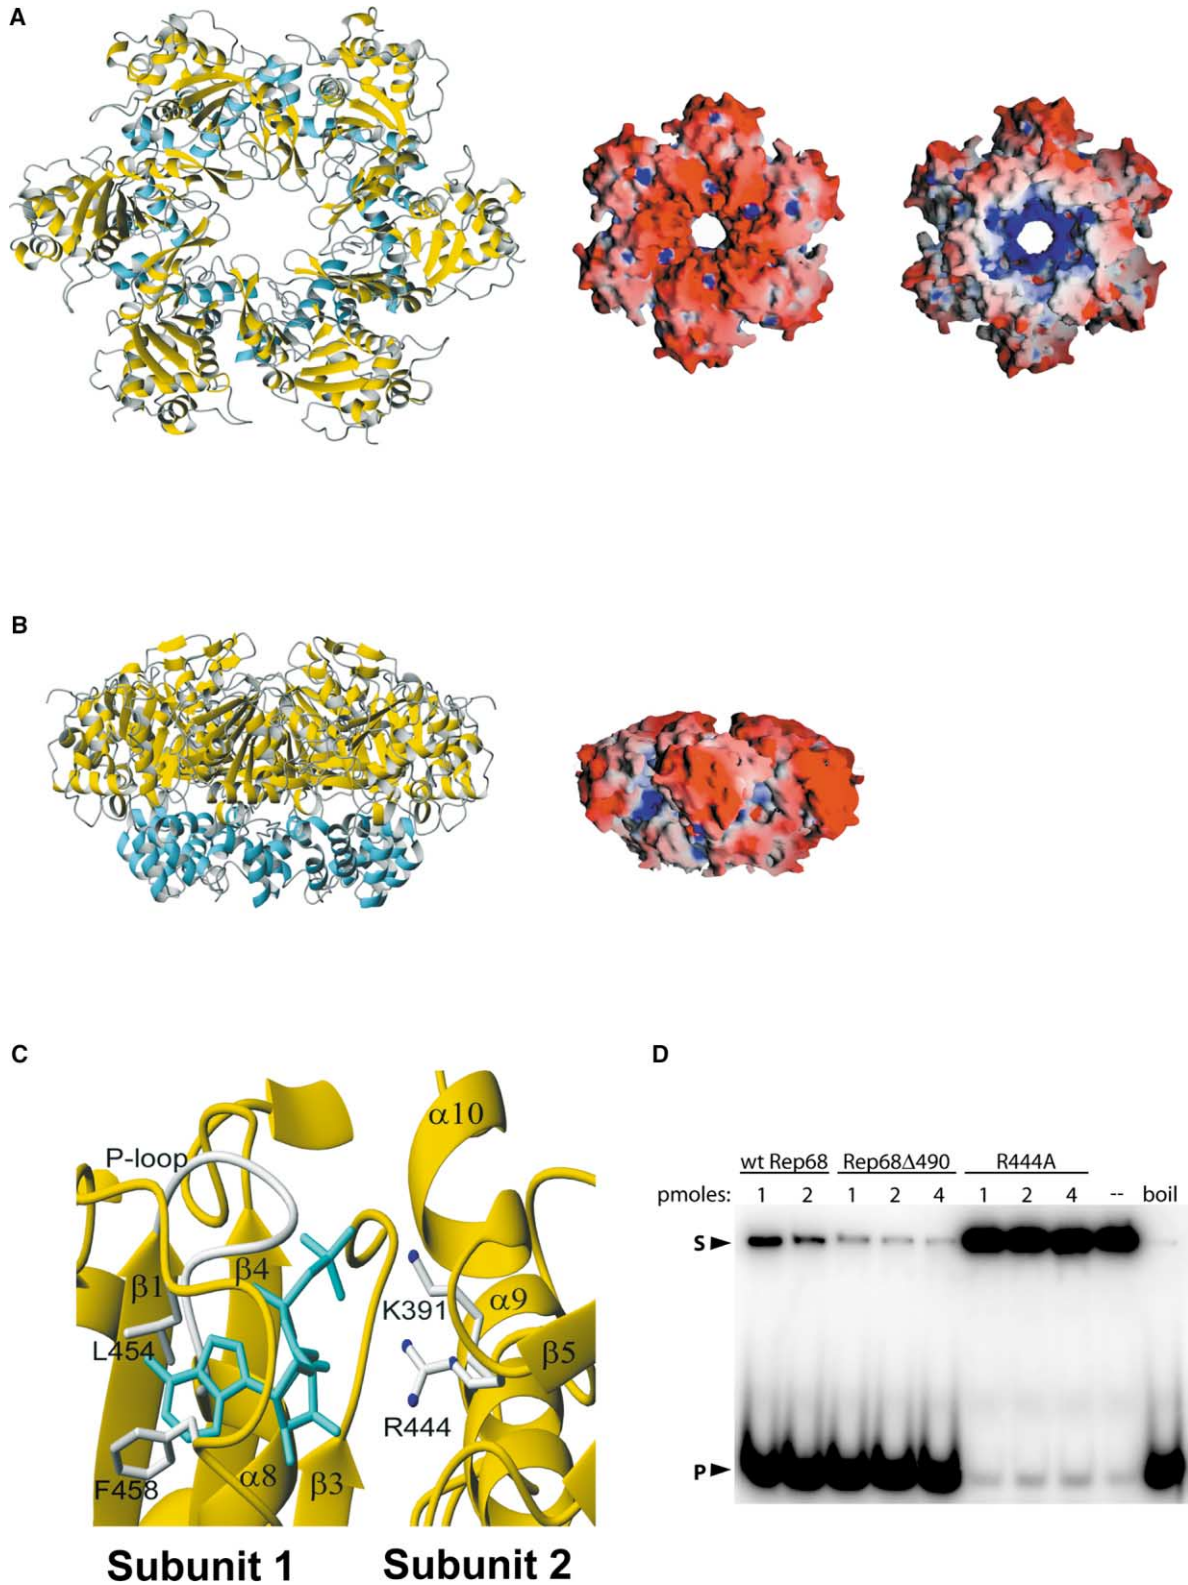 A
B
C
P-loop
α10
β1
β4
K391
α9
L454
β5
R444
F458
α8
β3
Subunit 1
Subunit 2
D
wt Rep68 Rep68Δ490 R444A
pmoles: 1 2 1 2 4 1 2 4 -- boil
S
P